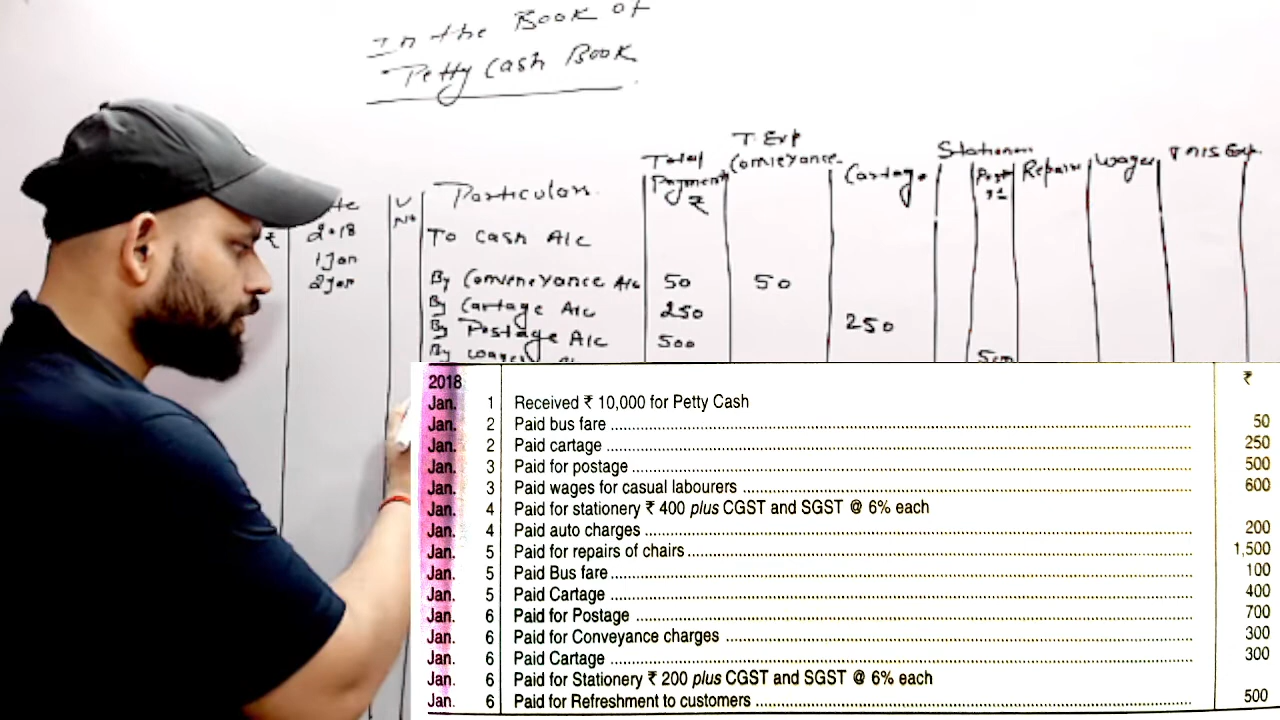 In the Book of
Petty Cash Book
T. Exp
Total Conveyance Stationery
Payment Cartage Post Repairs Wages Mis Exp.
₹
Particulars
V
No
₹ 2018
To Cash A/c
1 Jan
2 Jan By Conveneyance A/c 50 50
By Cartage A/c 250 250
By Postage A/c 500
By wages
2018 ₹
Jan. 1 Received ₹ 10,000 for Petty Cash
Jan. 2 Paid bus fare 50
Jan. 2 Paid cartage 250
Jan. 3 Paid for postage 500
Jan. 3 Paid wages for casual labourers 600
Jan. 4 Paid for stationery ₹ 400 plus CGST and SGST @ 6% each
Jan. 4 Paid auto charges 200
Jan. 5 Paid for repairs of chairs 1,500
Jan. 5 Paid Bus fare 100
Jan. 5 Paid Cartage 400
Jan. 6 Paid for Postage 700
Jan. 6 Paid for Conveyance charges 300
Jan. 6 Paid Cartage 300
Jan. 6 Paid for Stationery ₹ 200 plus CGST and SGST @ 6% each
Jan. 6 Paid for Refreshment to customers 500